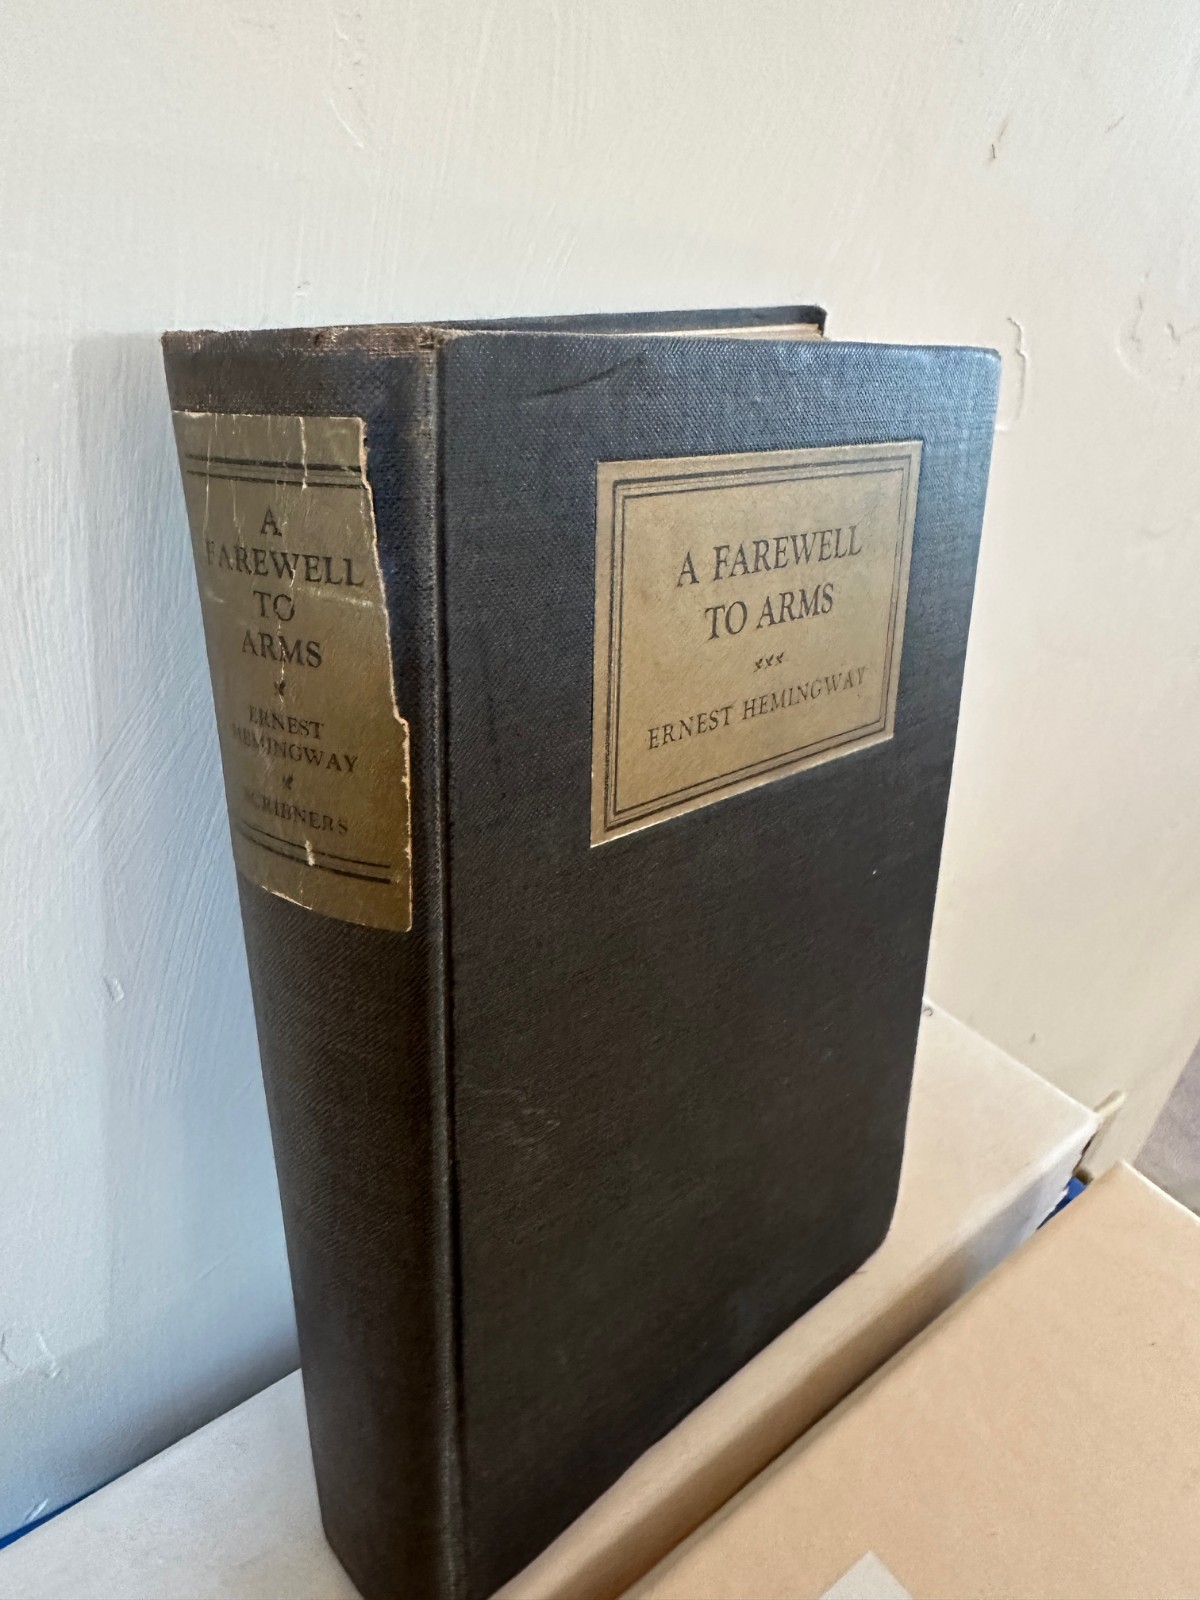 A
FAREWELL
TO
ARMS
ERNEST
HEMINGWAY
SCRIBNERS
A FAREWELL
TO ARMS
ERNEST HEMINGWAY